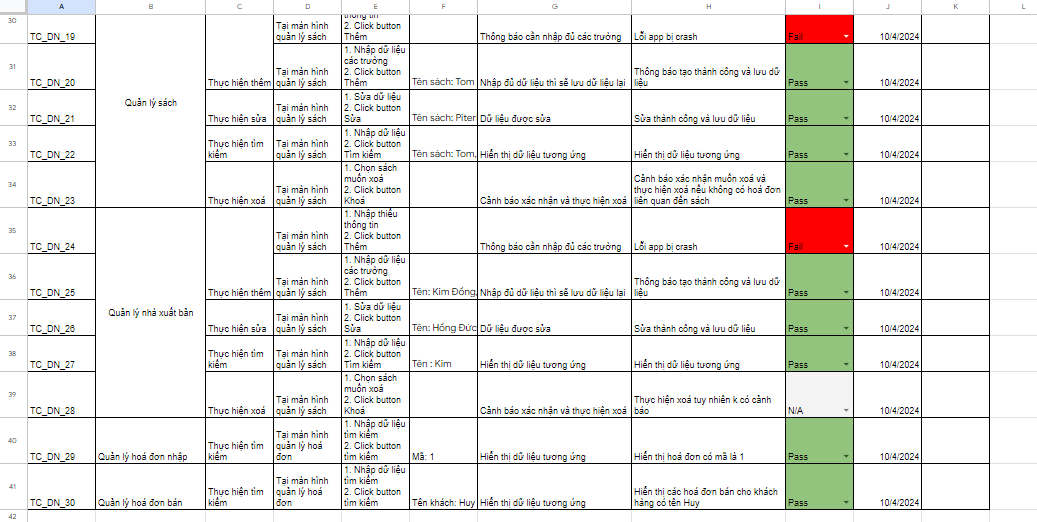 A B C D E F G H I J K L
30 TC_DN_19 Tại màn hình quản lý sách thông tin 2. Click button Thêm Thông báo cần nhập đủ các trường Lỗi app bị crash Fail 10/4/2024
31 TC_DN_20 Quản lý sách Thực hiện thêm Tại màn hình quản lý sách 1. Nhập dữ liệu các trường 2. Click button Thêm Tên sách: Tom Nhập đủ dữ liệu thì sẽ lưu dữ liệu lại Thông báo tạo thành công và lưu dữ liệu Pass 10/4/2024
32 TC_DN_21 Thực hiện sửa Tại màn hình quản lý sách 1. Sửa dữ liệu 2. Click button Sửa Tên sách: Piter Dữ liệu được sửa Sửa thành công và lưu dữ liệu Pass 10/4/2024
33 TC_DN_22 Thực hiện tìm kiếm Tại màn hình quản lý sách 1. Nhập dữ liệu 2. Click button Tìm kiếm Tên sách: Tom, Hiển thị dữ liệu tương ứng Hiển thị dữ liệu tương ứng Pass 10/4/2024
34 TC_DN_23 Thực hiện xoá Tại màn hình quản lý sách 1. Chọn sách muốn xoá 2. Click button Khoá Cảnh báo xác nhận và thực hiện xoá Cảnh báo xác nhận muốn xoá và thực hiện xoá nếu không có hoá đơn liên quan đến sách Pass 10/4/2024
35 TC_DN_24 Tại màn hình quản lý sách 1. Nhập thiếu thông tin 2. Click button Thêm Thông báo cần nhập đủ các trường Lỗi app bị crash Fail 10/4/2024
36 TC_DN_25 Quản lý nhà xuất bản Thực hiện thêm Tại màn hình quản lý sách 1. Nhập dữ liệu các trường 2. Click button Thêm Tên: Kim Đồng, Nhập đủ dữ liệu thì sẽ lưu dữ liệu lại Thông báo tạo thành công và lưu dữ liệu Pass 10/4/2024
37 TC_DN_26 Thực hiện sửa Tại màn hình quản lý sách 1. Sửa dữ liệu 2. Click button Sửa Tên: Hồng Đức Dữ liệu được sửa Sửa thành công và lưu dữ liệu Pass 10/4/2024
38 TC_DN_27 Thực hiện tìm kiếm Tại màn hình quản lý sách 1. Nhập dữ liệu 2. Click button Tìm kiếm Tên : Kim Hiển thị dữ liệu tương ứng Hiển thị dữ liệu tương ứng Pass 10/4/2024
39 TC_DN_28 Thực hiện xoá Tại màn hình quản lý sách 1. Chọn sách muốn xoá 2. Click button Khoá Cảnh báo xác nhận và thực hiện xoá Thực hiện xoá tuy nhiên k có cảnh báo N/A 10/4/2024
40 TC_DN_29 Quản lý hoá đơn nhập Thực hiện tìm kiếm Tại màn hình quản lý hoá đơn 1. Nhập dữ liệu tìm kiếm 2. Click button tìm kiếm Mã: 1 Hiển thị dữ liệu tương ứng Hiển thị hoá đơn có mã là 1 Pass 10/4/2024
41 TC_DN_30 Quản lý hoá đơn bán Thực hiện tìm kiếm Tại màn hình quản lý hoá đơn 1. Nhập dữ liệu tìm kiếm 2. Click button tìm kiếm Tên khách: Huy Hiển thị dữ liệu tương ứng Hiển thị các hoá đơn bán cho khách hàng có tên Huy Pass 10/4/2024
42